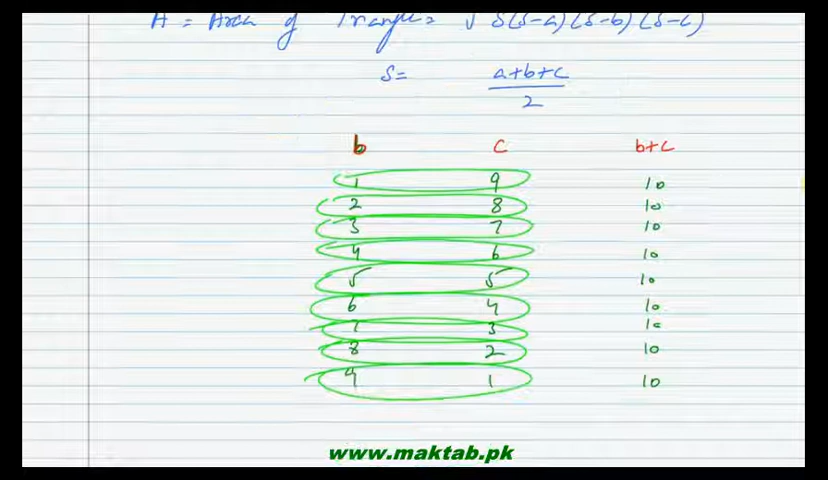 A = Area of Triangle = √ s(s-a)(s-b)(s-c)
s= a+b+c
2
b c b+c
1 9 10
2 8 10
3 7 10
4 6 10
5 5 10
6 4 10
7 3 10
8 2 10
9 1 10
www.maktab.pk